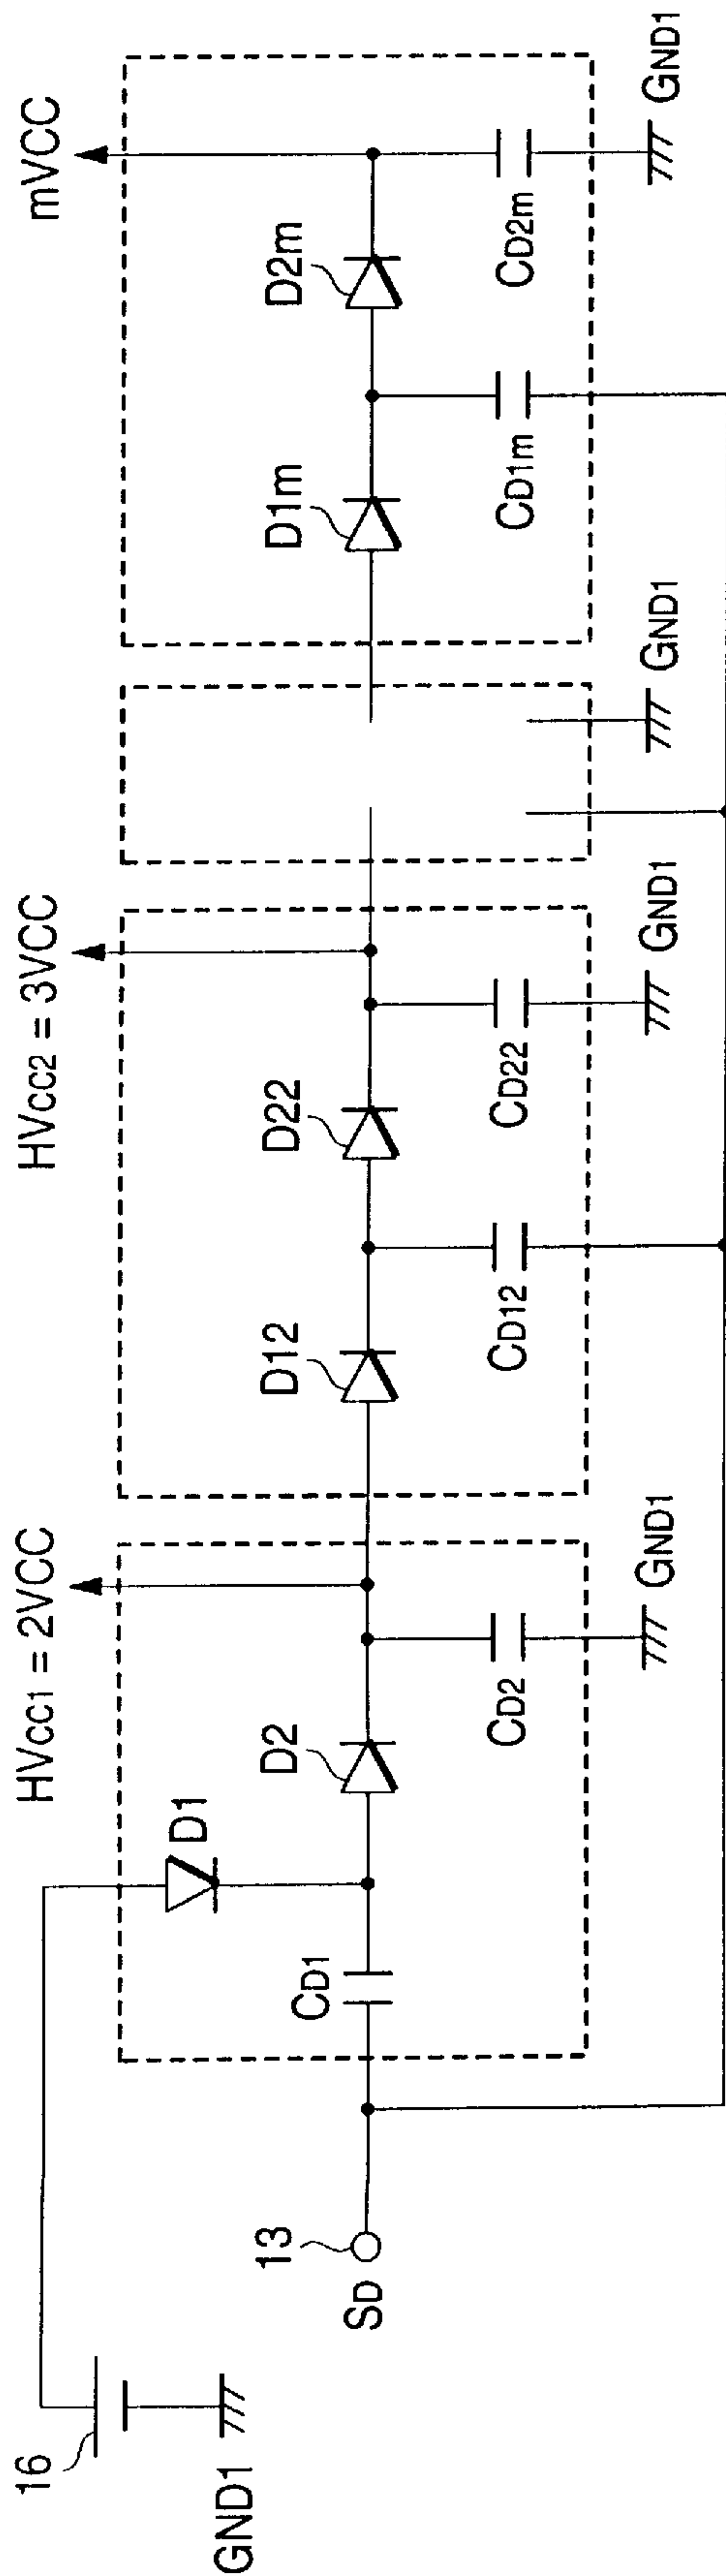 16
GND1
SD
13
CD1
D1
D2
CD2
GND1
HVCC1 = 2VCC
D12
CD12
D22
CD22
GND1
HVCC2 = 3VCC
GND1
D1m
CD1m
D2m
CD2m
GND1
mVCC